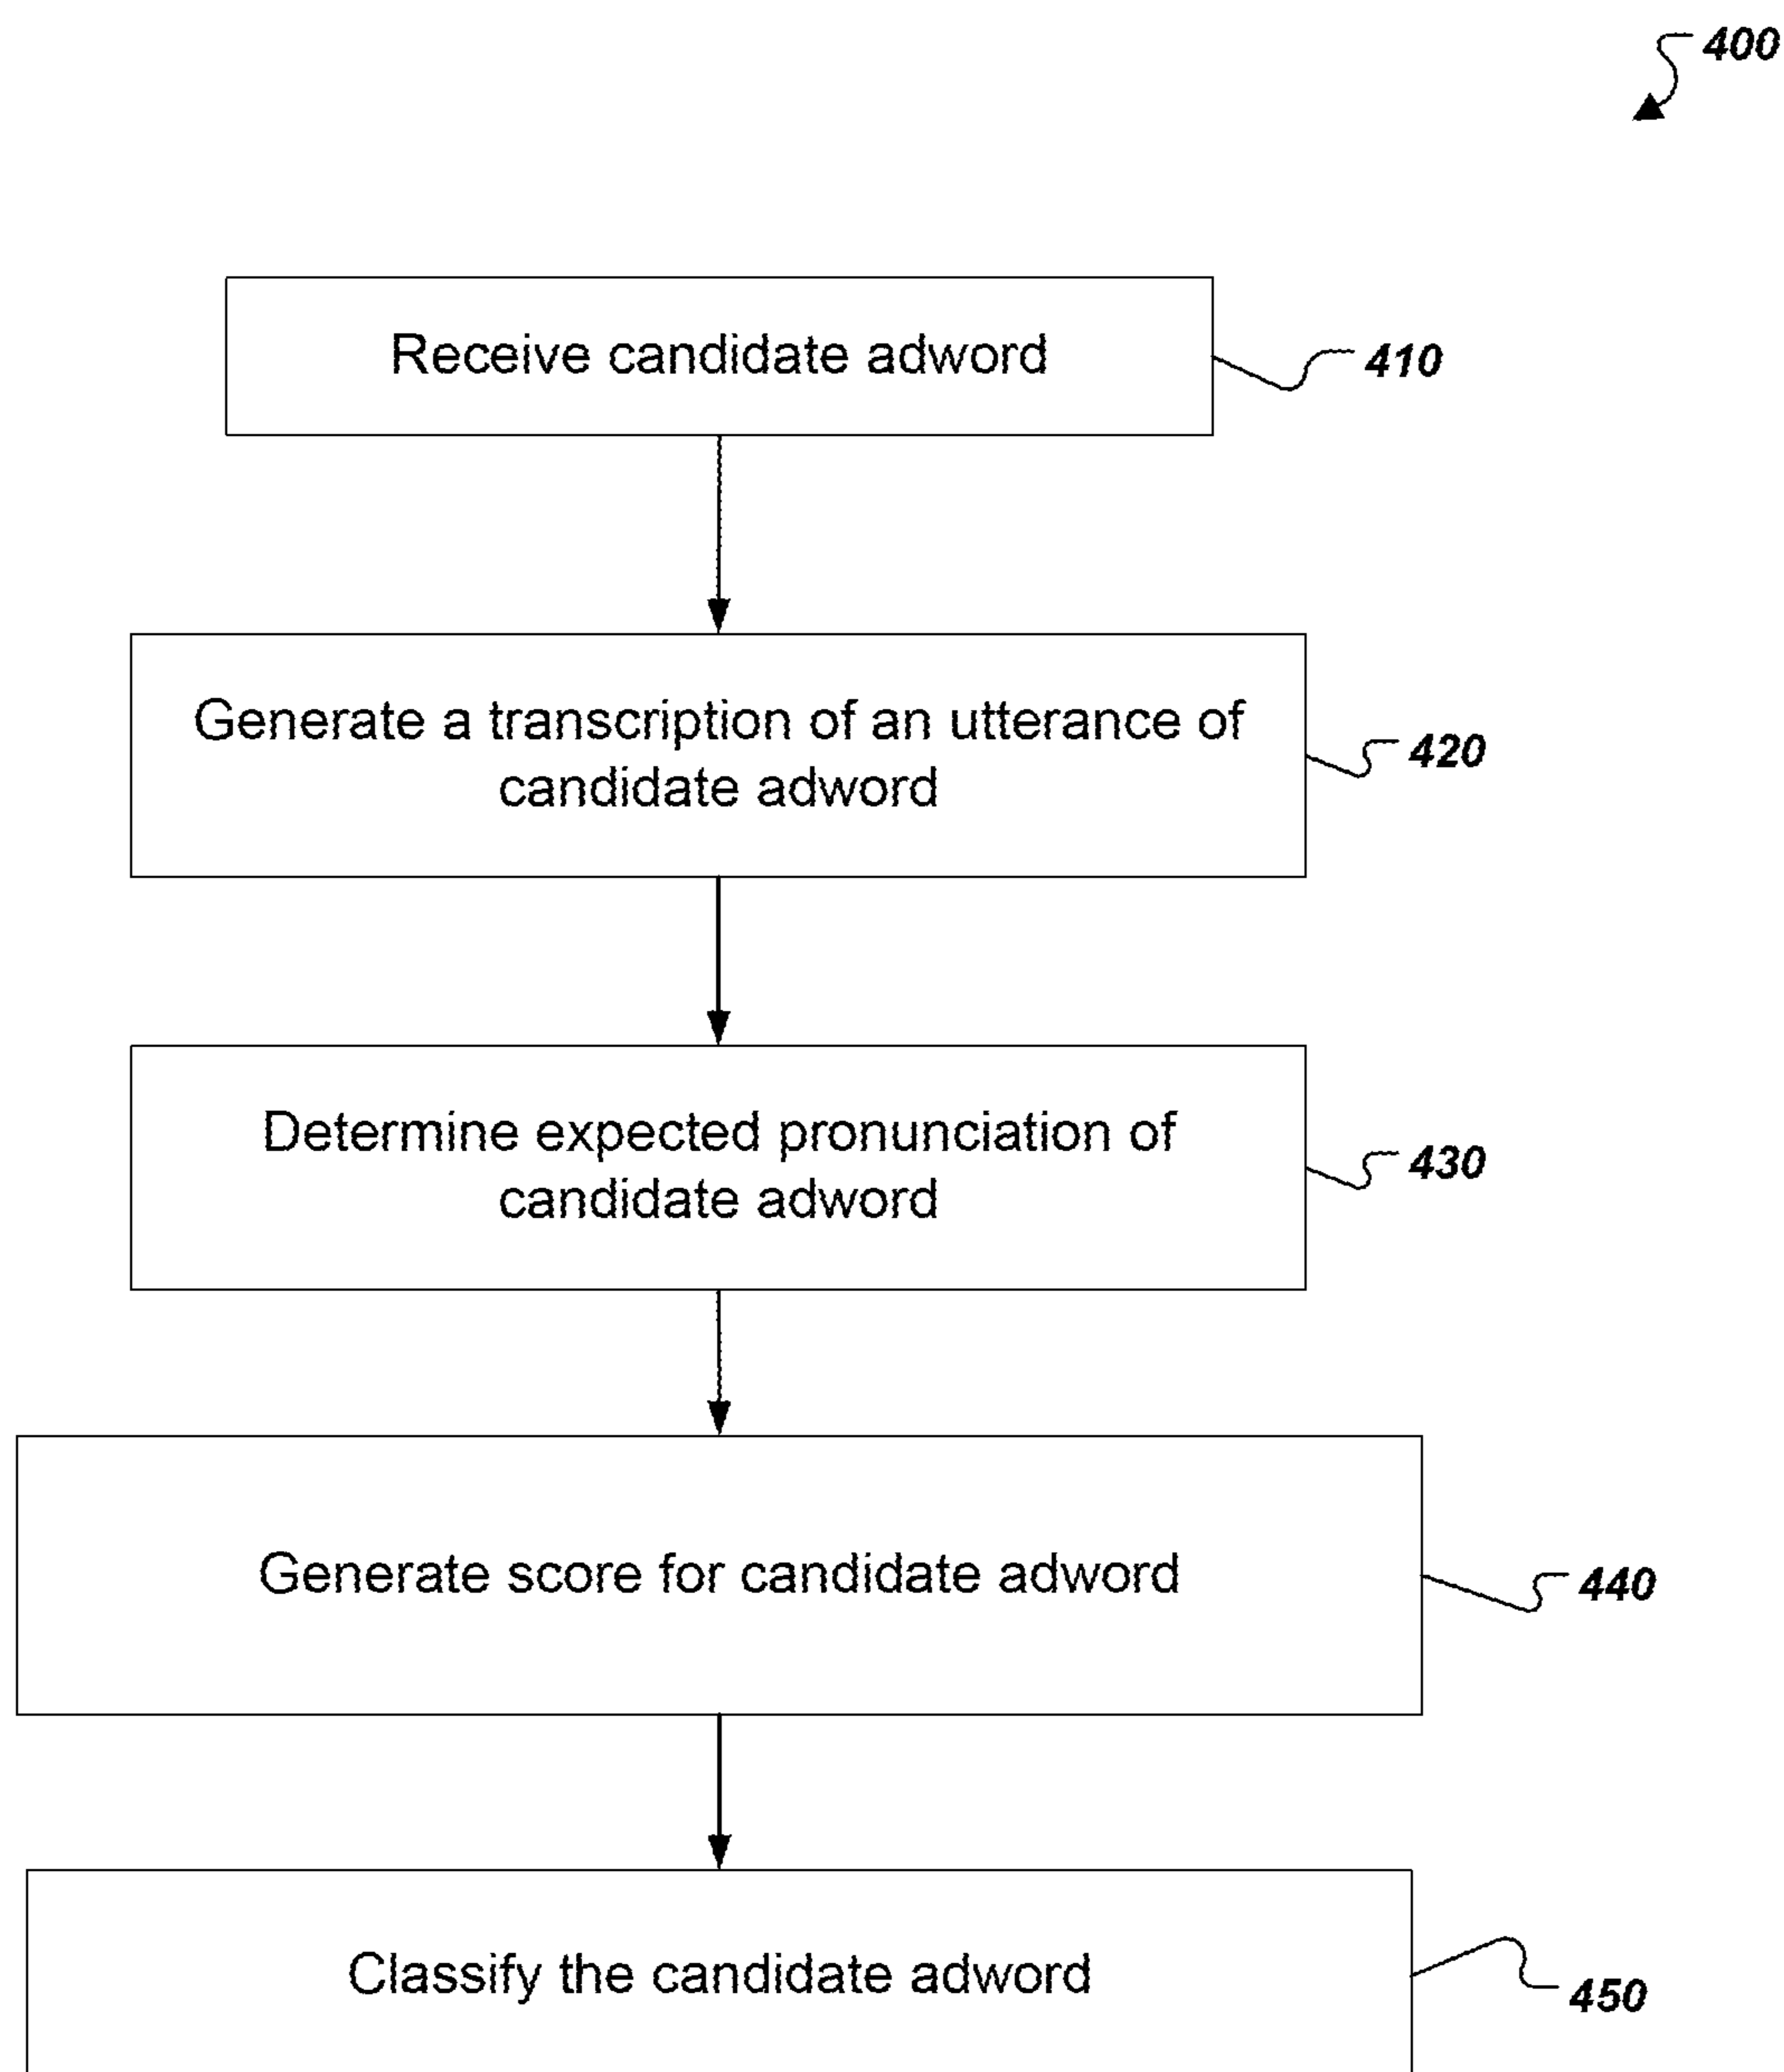 400
Receive candidate adword
410
Generate a transcription of an utterance of
candidate adword
420
Determine expected pronunciation of
candidate adword
430
Generate score for candidate adword
440
Classify the candidate adword
450